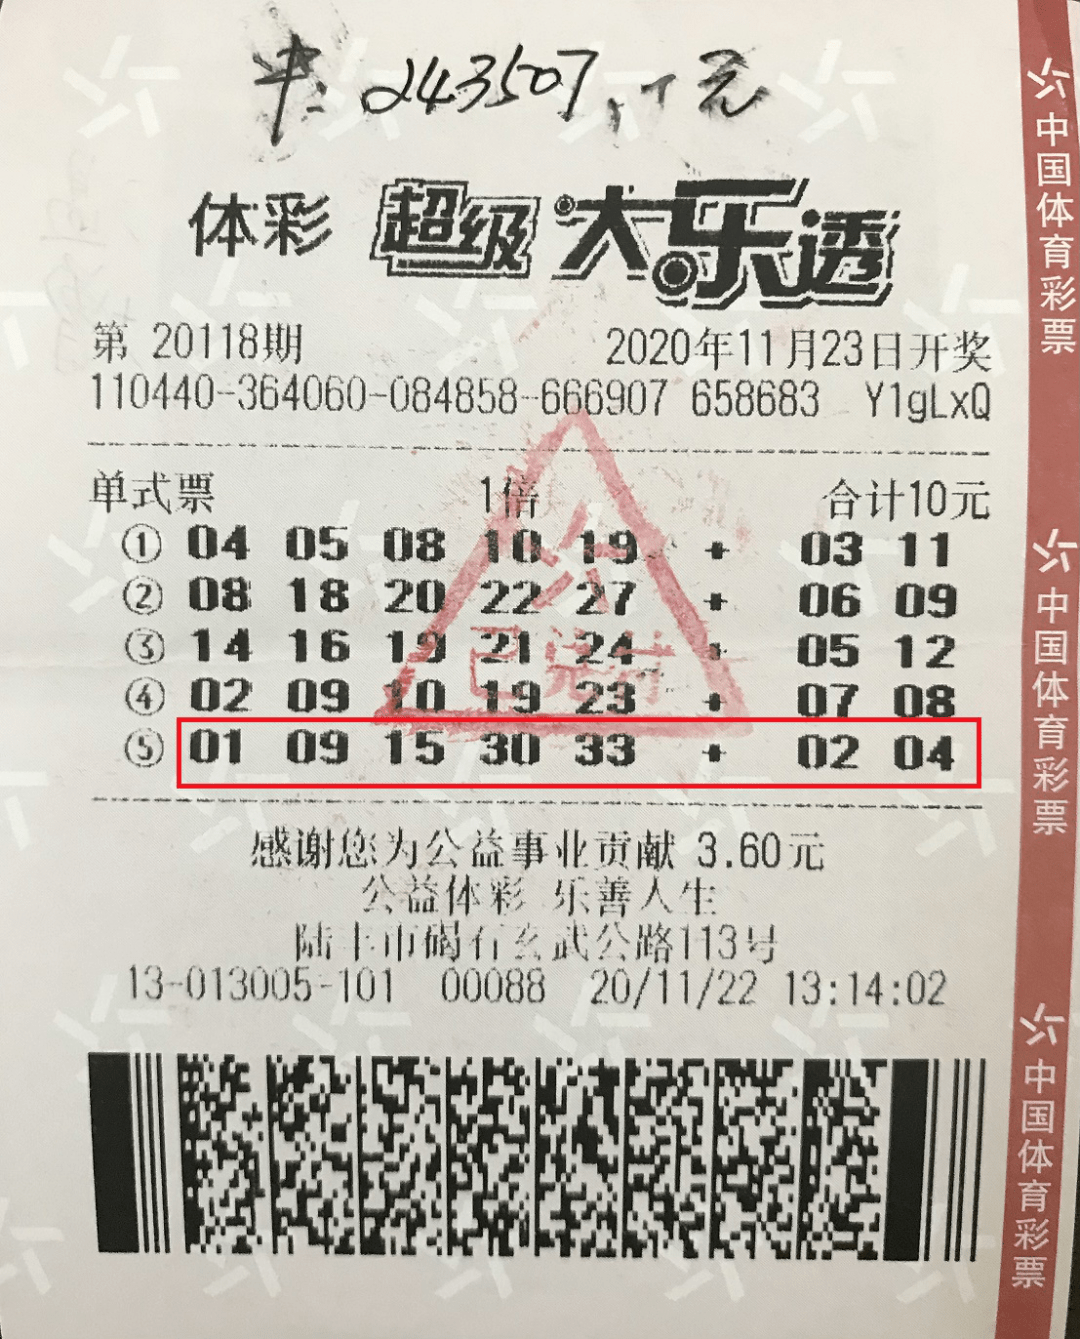 243507.
元
体彩 超级大乐透
第 20118期 2020年11月23日开奖
110440-364060-084858-666907 658683 Y1gLxQ
单式票 1倍 合计10元
① 04 05 08 10 19 + 03 11
② 08 18 20 22 27 + 06 09
③ 14 16 19 21 24 + 05 12
④ 02 09 10 19 23 + 07 08
⑤ 01 09 15 30 33 + 02 04
已兑付
感谢您为公益事业贡献 3.60元
公益体彩 乐善人生
陆丰市碣石玄武公路113号
13-013005-101 00088 20/11/22 13:14:02
中国体育彩票
中国体育彩票
中国体育彩票